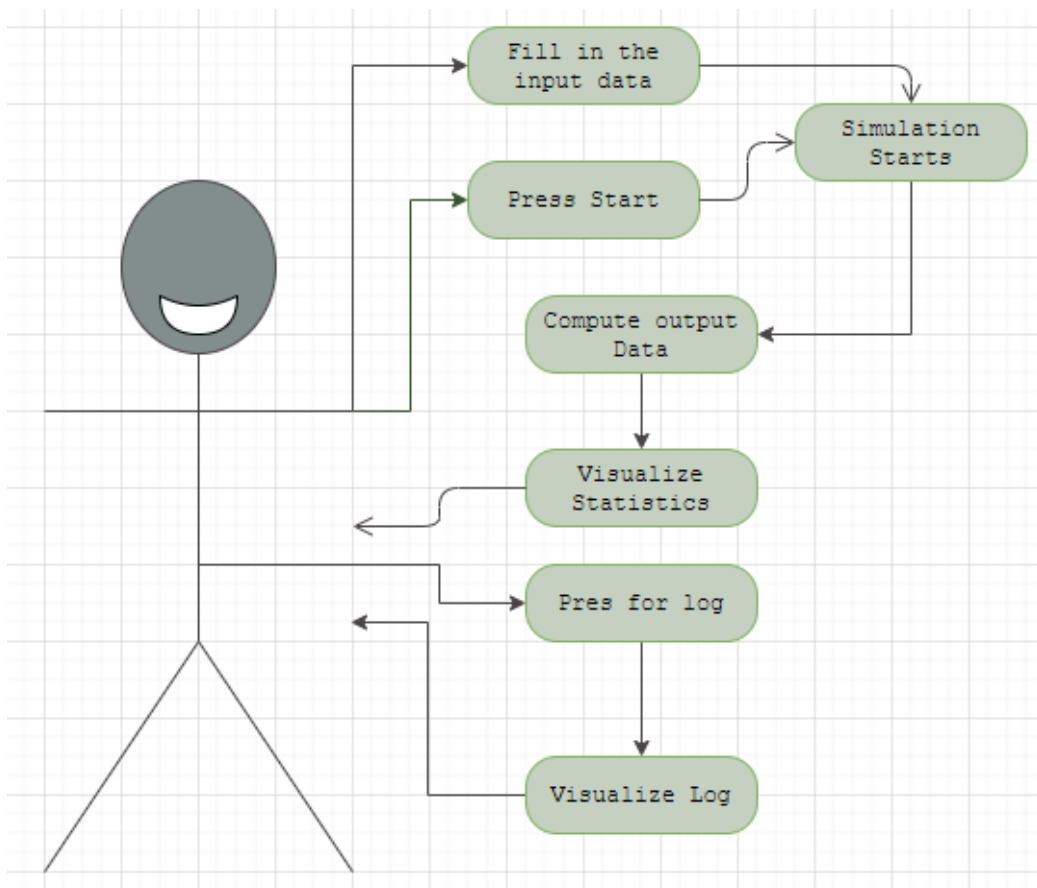 Fill in the
input data
Simulation
Starts
Press Start
Compute output
Data
Visualize
Statistics
Pres for log
Visualize Log